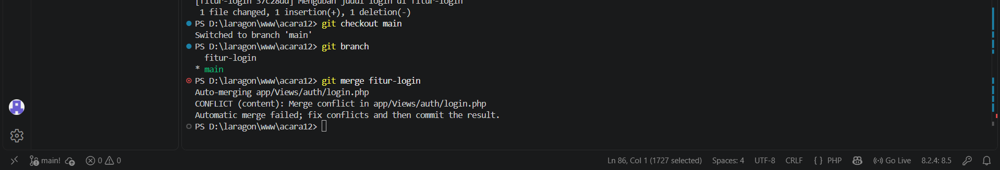 [fitur-login 37c28dd] Mengubah judul login di fitur-login
1 file changed, 1 insertion(+), 1 deletion(-)
PS D:\laragon\www\acara12> git checkout main
Switched to branch 'main'
PS D:\laragon\www\acara12> git branch
fitur-login
* main
PS D:\laragon\www\acara12> git merge fitur-login
Auto-merging app/Views/auth/login.php
CONFLICT (content): Merge conflict in app/Views/auth/login.php
Automatic merge failed; fix conflicts and then commit the result.
PS D:\laragon\www\acara12>
main! 0 0 Ln 86, Col 1 (1727 selected) Spaces: 4 UTF-8 CRLF { } PHP Go Live 8.2.4: 8.5